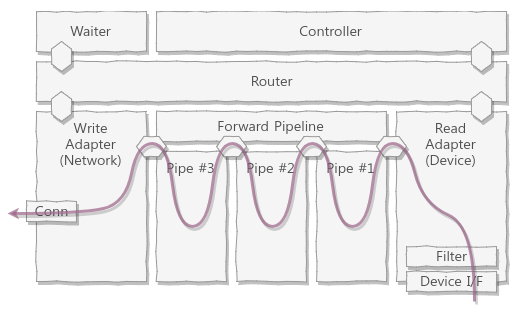 Waiter
Controller
Router
Write
Adapter
(Network)
Forward Pipeline
Read
Adapter
(Device)
Pipe #3
Pipe #2
Pipe #1
Conn
Filter
Device I/F